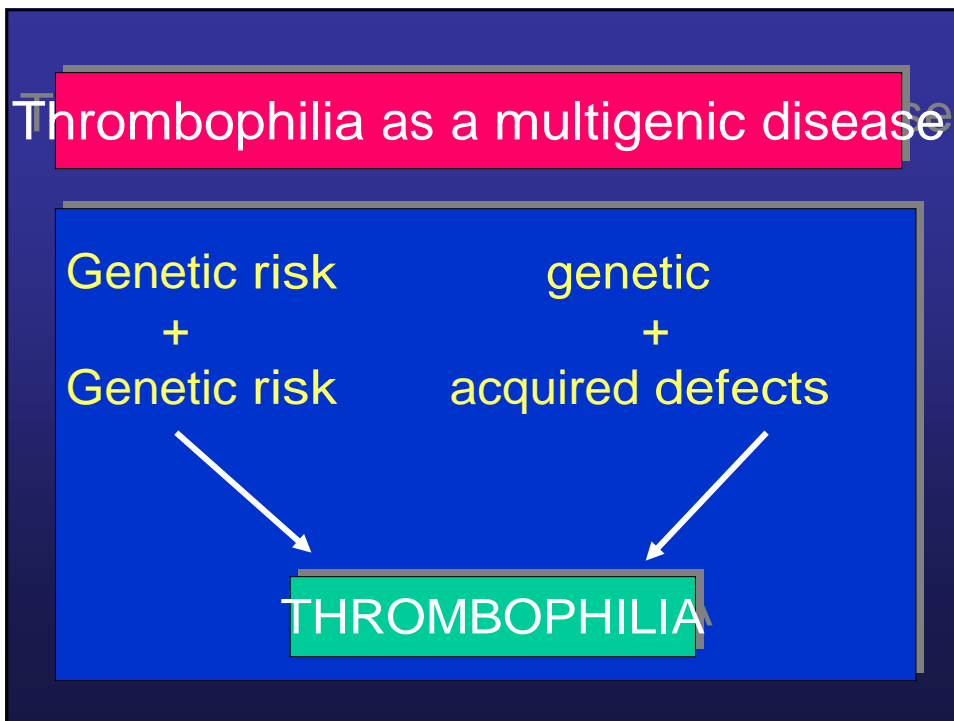 Thrombophilia as a multigenic disease
Genetic risk
+
Genetic risk
genetic
+
acquired defects
THROMBOPHILIA